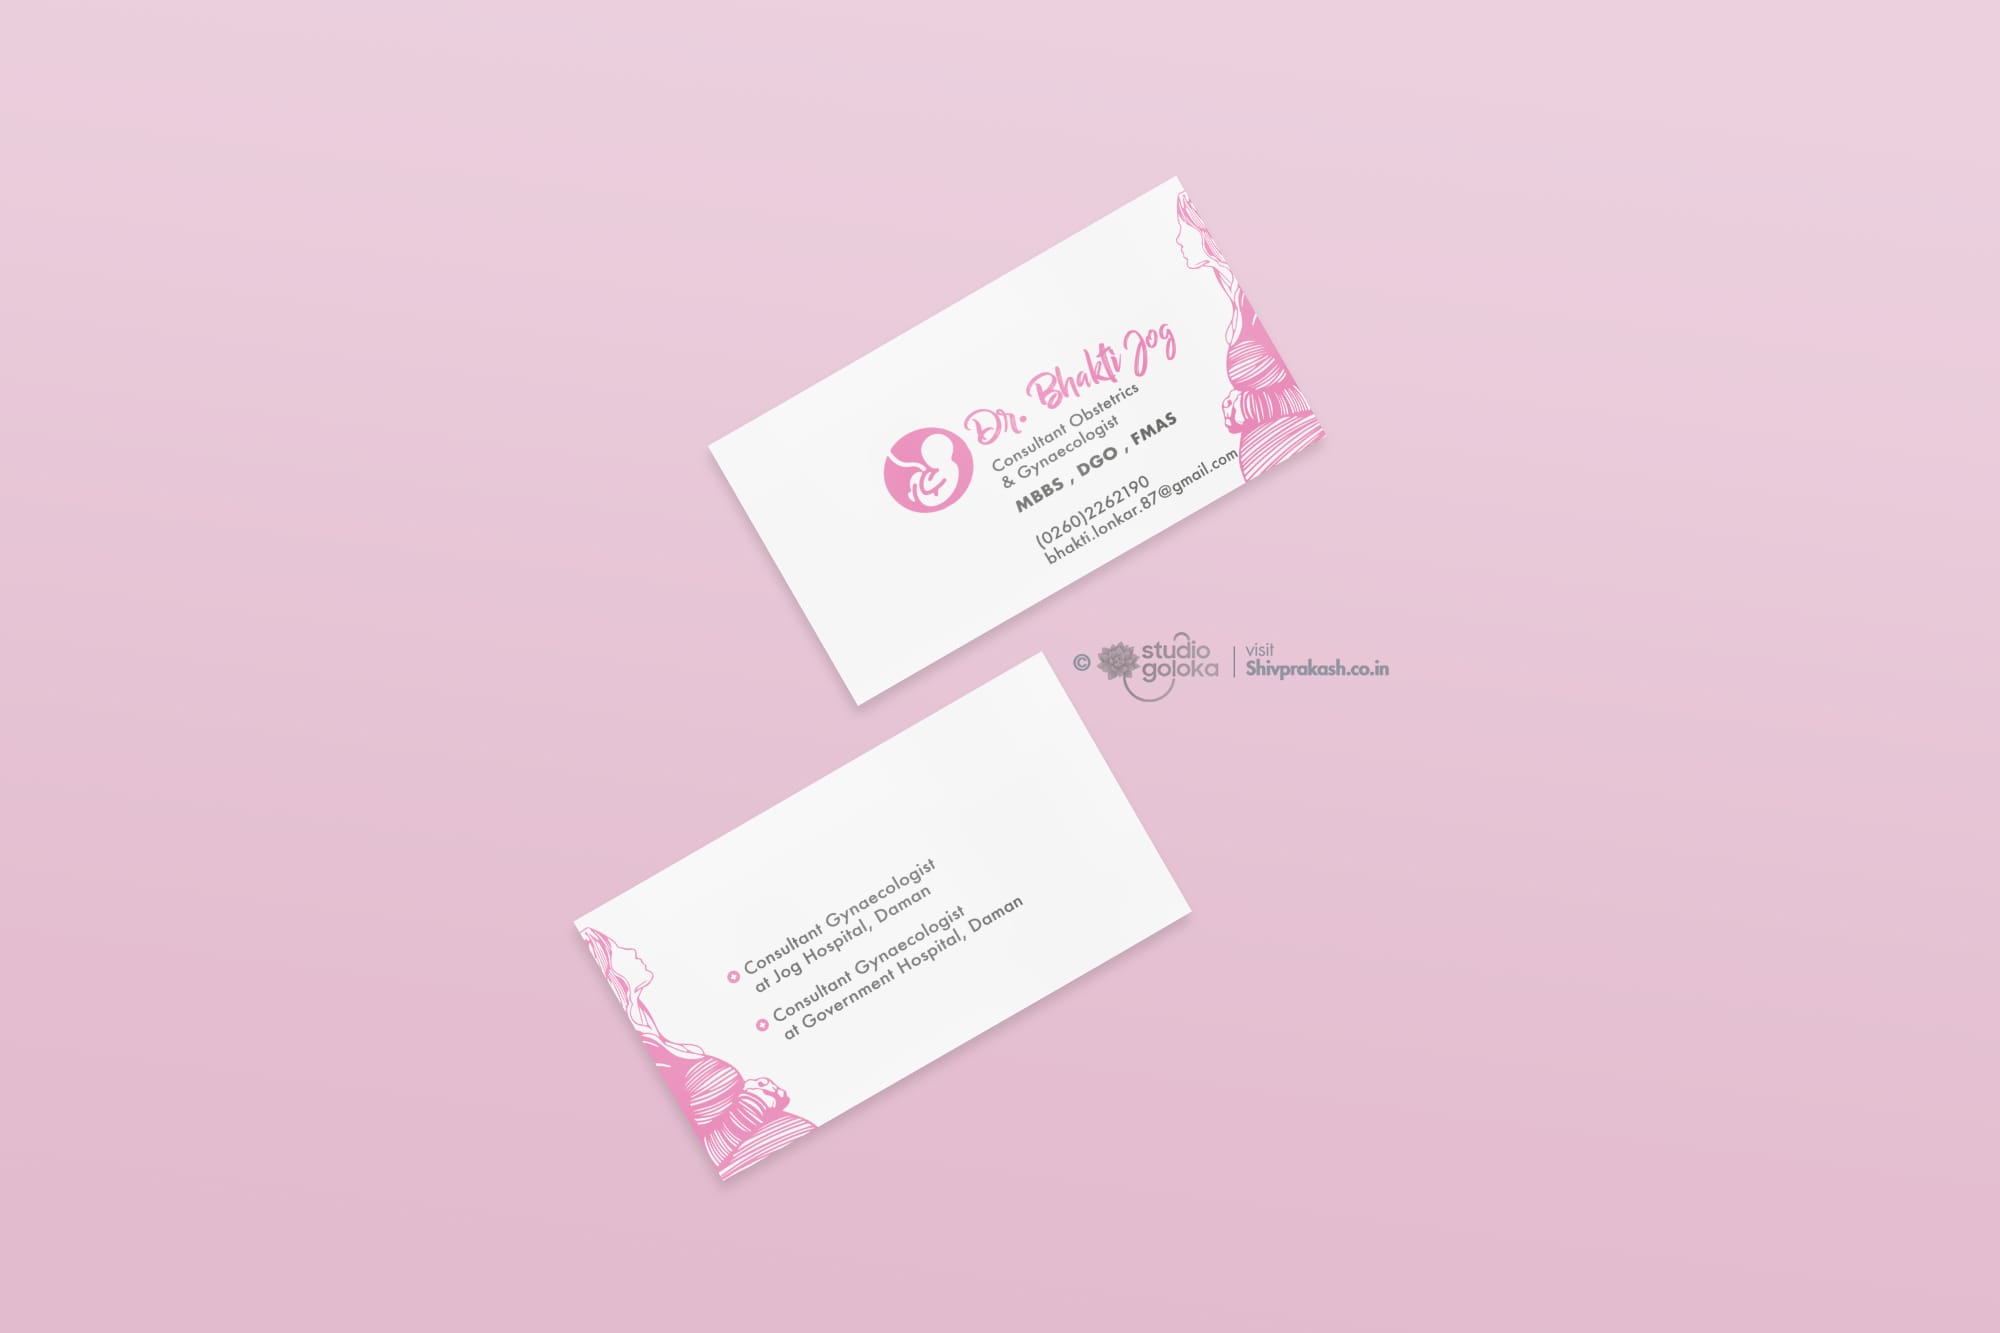 Dr. Bhakti Jog
Consultant Obstetrics
& Gynaecologist
MBBS , DGO , FMAS
(0260)2262190
bhakti.lonkar.87@gmail.com
© studio
goloka
visit
Shivprakash.co.in
Consultant Gynaecologist
at Jog Hospital, Daman
Consultant Gynaecologist
at Government Hospital, Daman